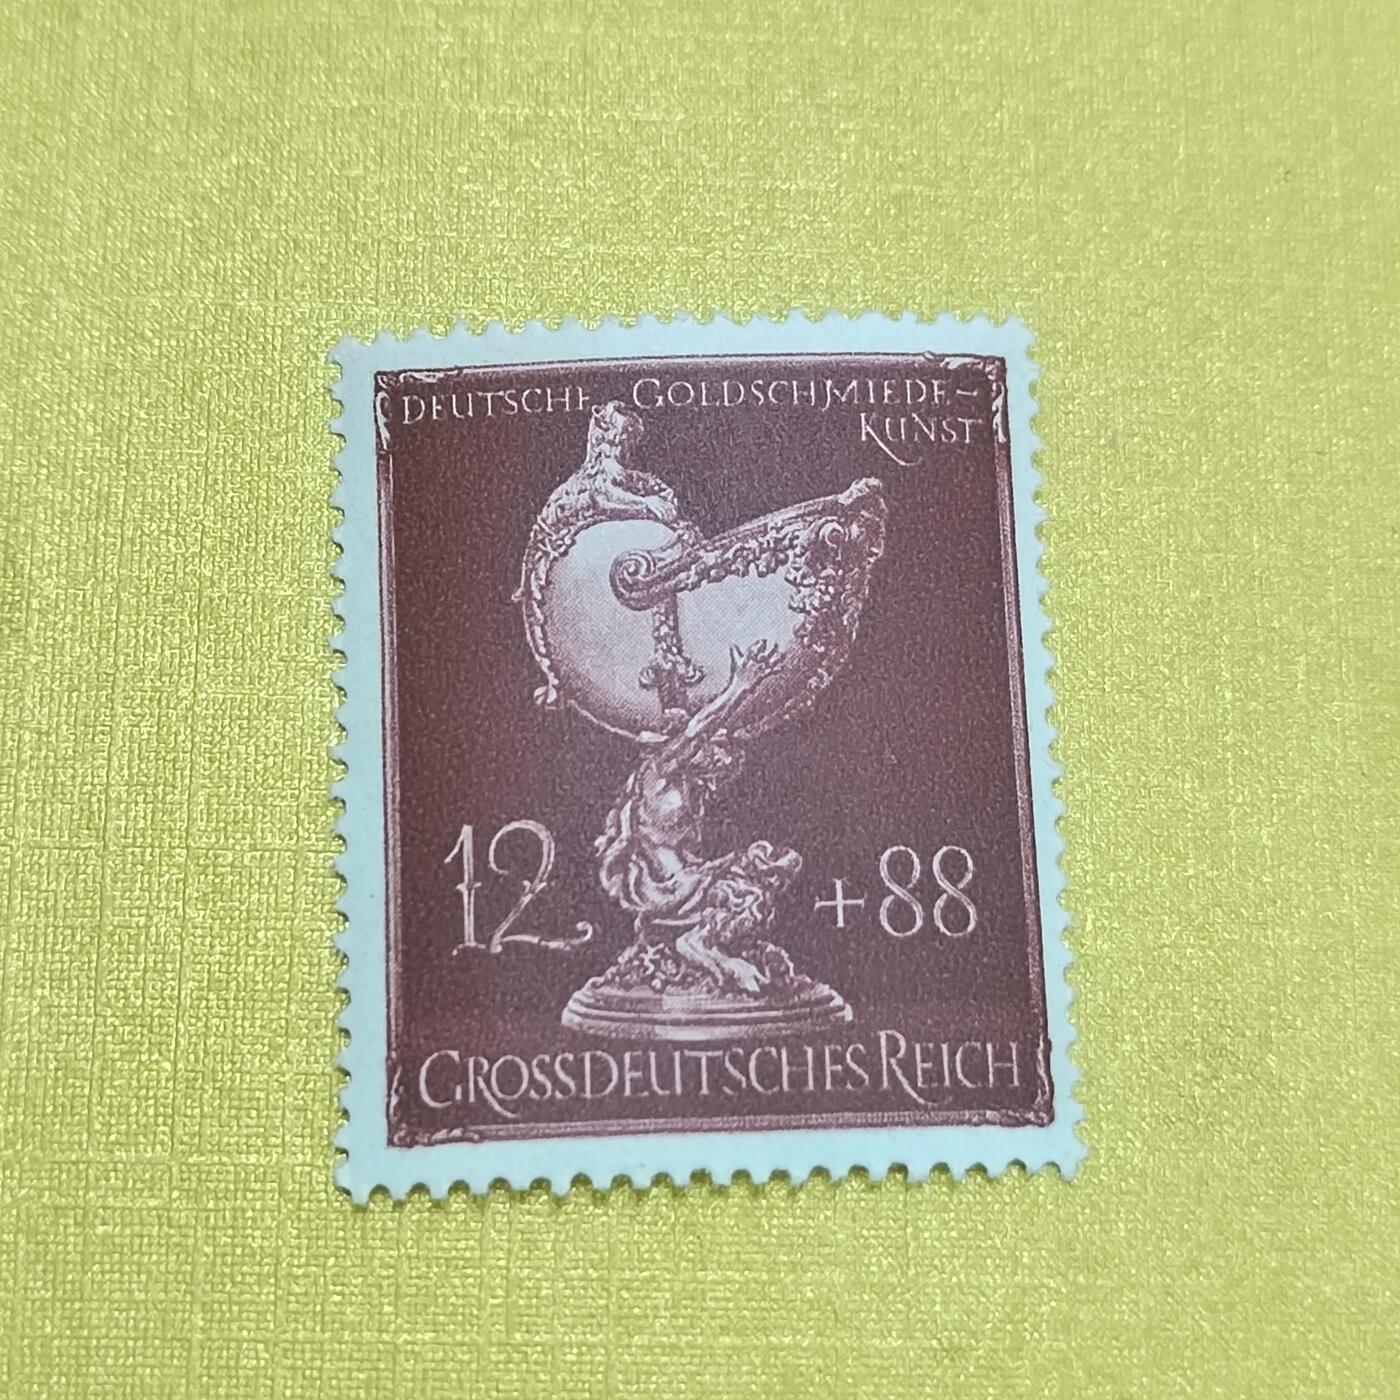 DEUTSCHE GOLDSCHMIEDE-
KUNST
12 +88
GROSSDEUTSCHES REICH